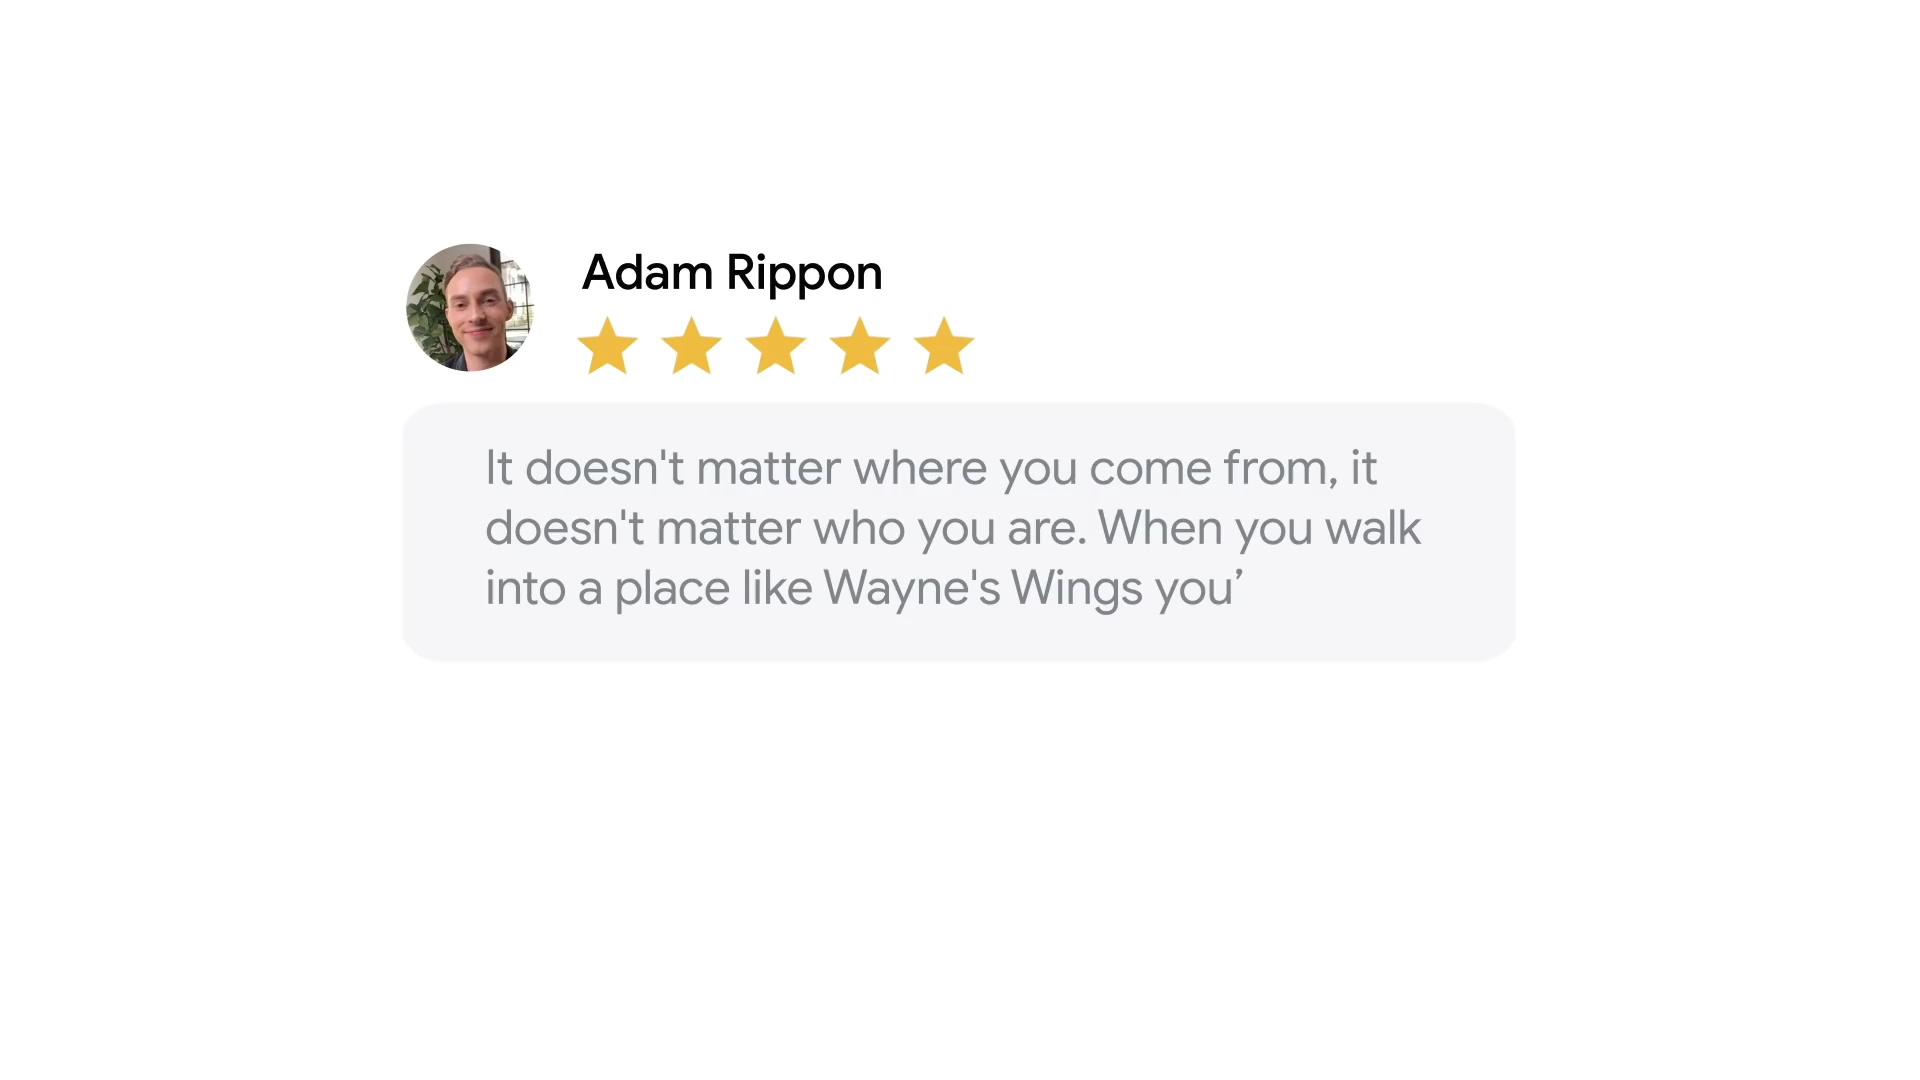 Adam Rippon
It doesn't matter where you come from, it
doesn't matter who you are. When you walk
into a place like Wayne's Wings you’